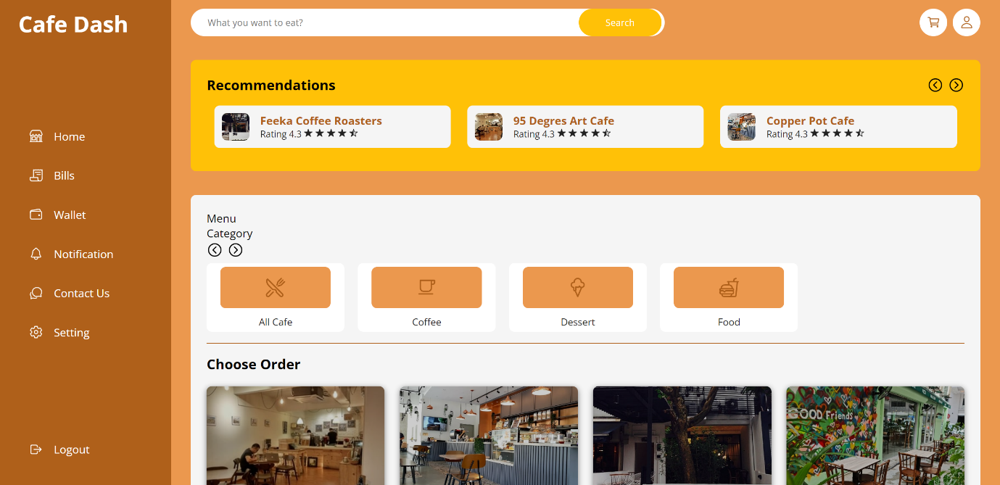 Cafe Dash
What you want to eat?
Search
Home
Bills
Wallet
Notification
Contact Us
Setting
Logout
Recommendations
Feeka Coffee Roasters
Rating 4.3
95 Degres Art Cafe
Rating 4.3
Copper Pot Cafe
Rating 4.3
Menu
Category
All Cafe
Coffee
Dessert
Food
Choose Order
GOOD Friends